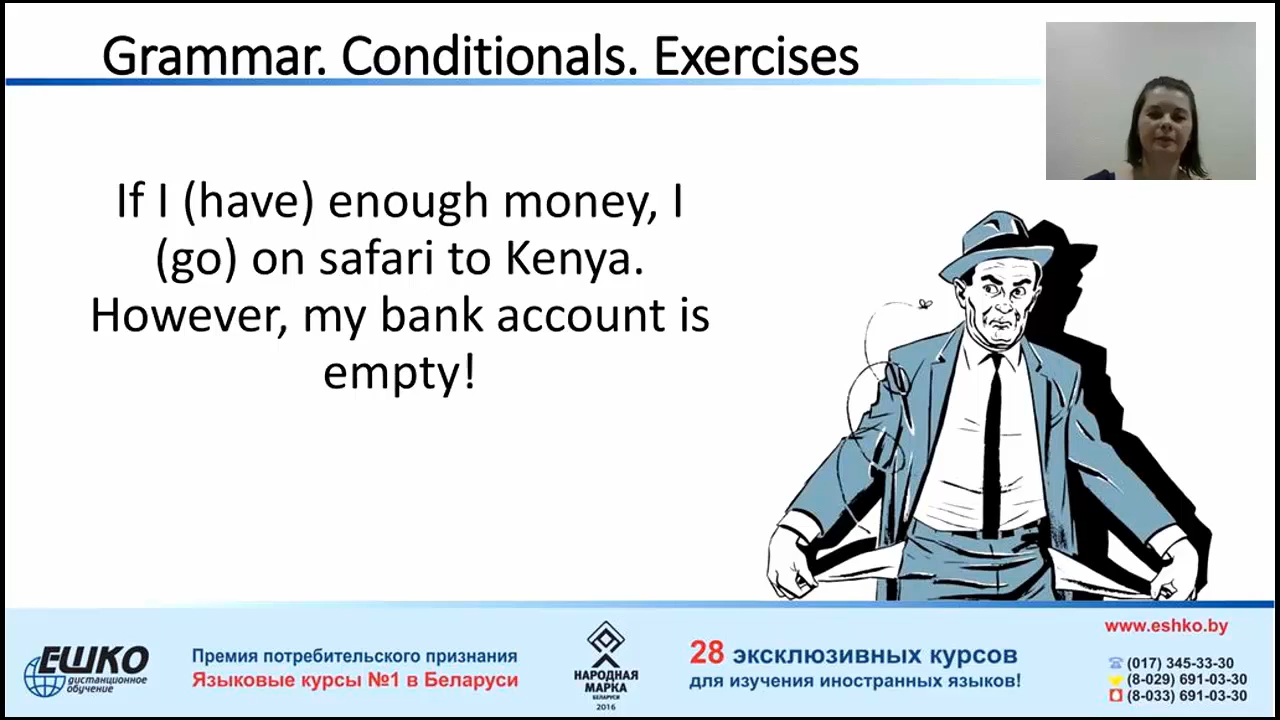 Grammar. Conditionals. Exercises
If I (have) enough money, I
(go) on safari to Kenya.
However, my bank account is
empty!
ЕШКО
дистанционное
обучение
Премия потребительского признания
Языковые курсы №1 в Беларуси
НАРОДНАЯ
МАРКА
БЕЛАРУСИ
2016
28 эксклюзивных курсов
для изучения иностранных языков!
www.eshko.by
(017) 345-33-30
(8-029) 691-03-30
(8-033) 691-03-30